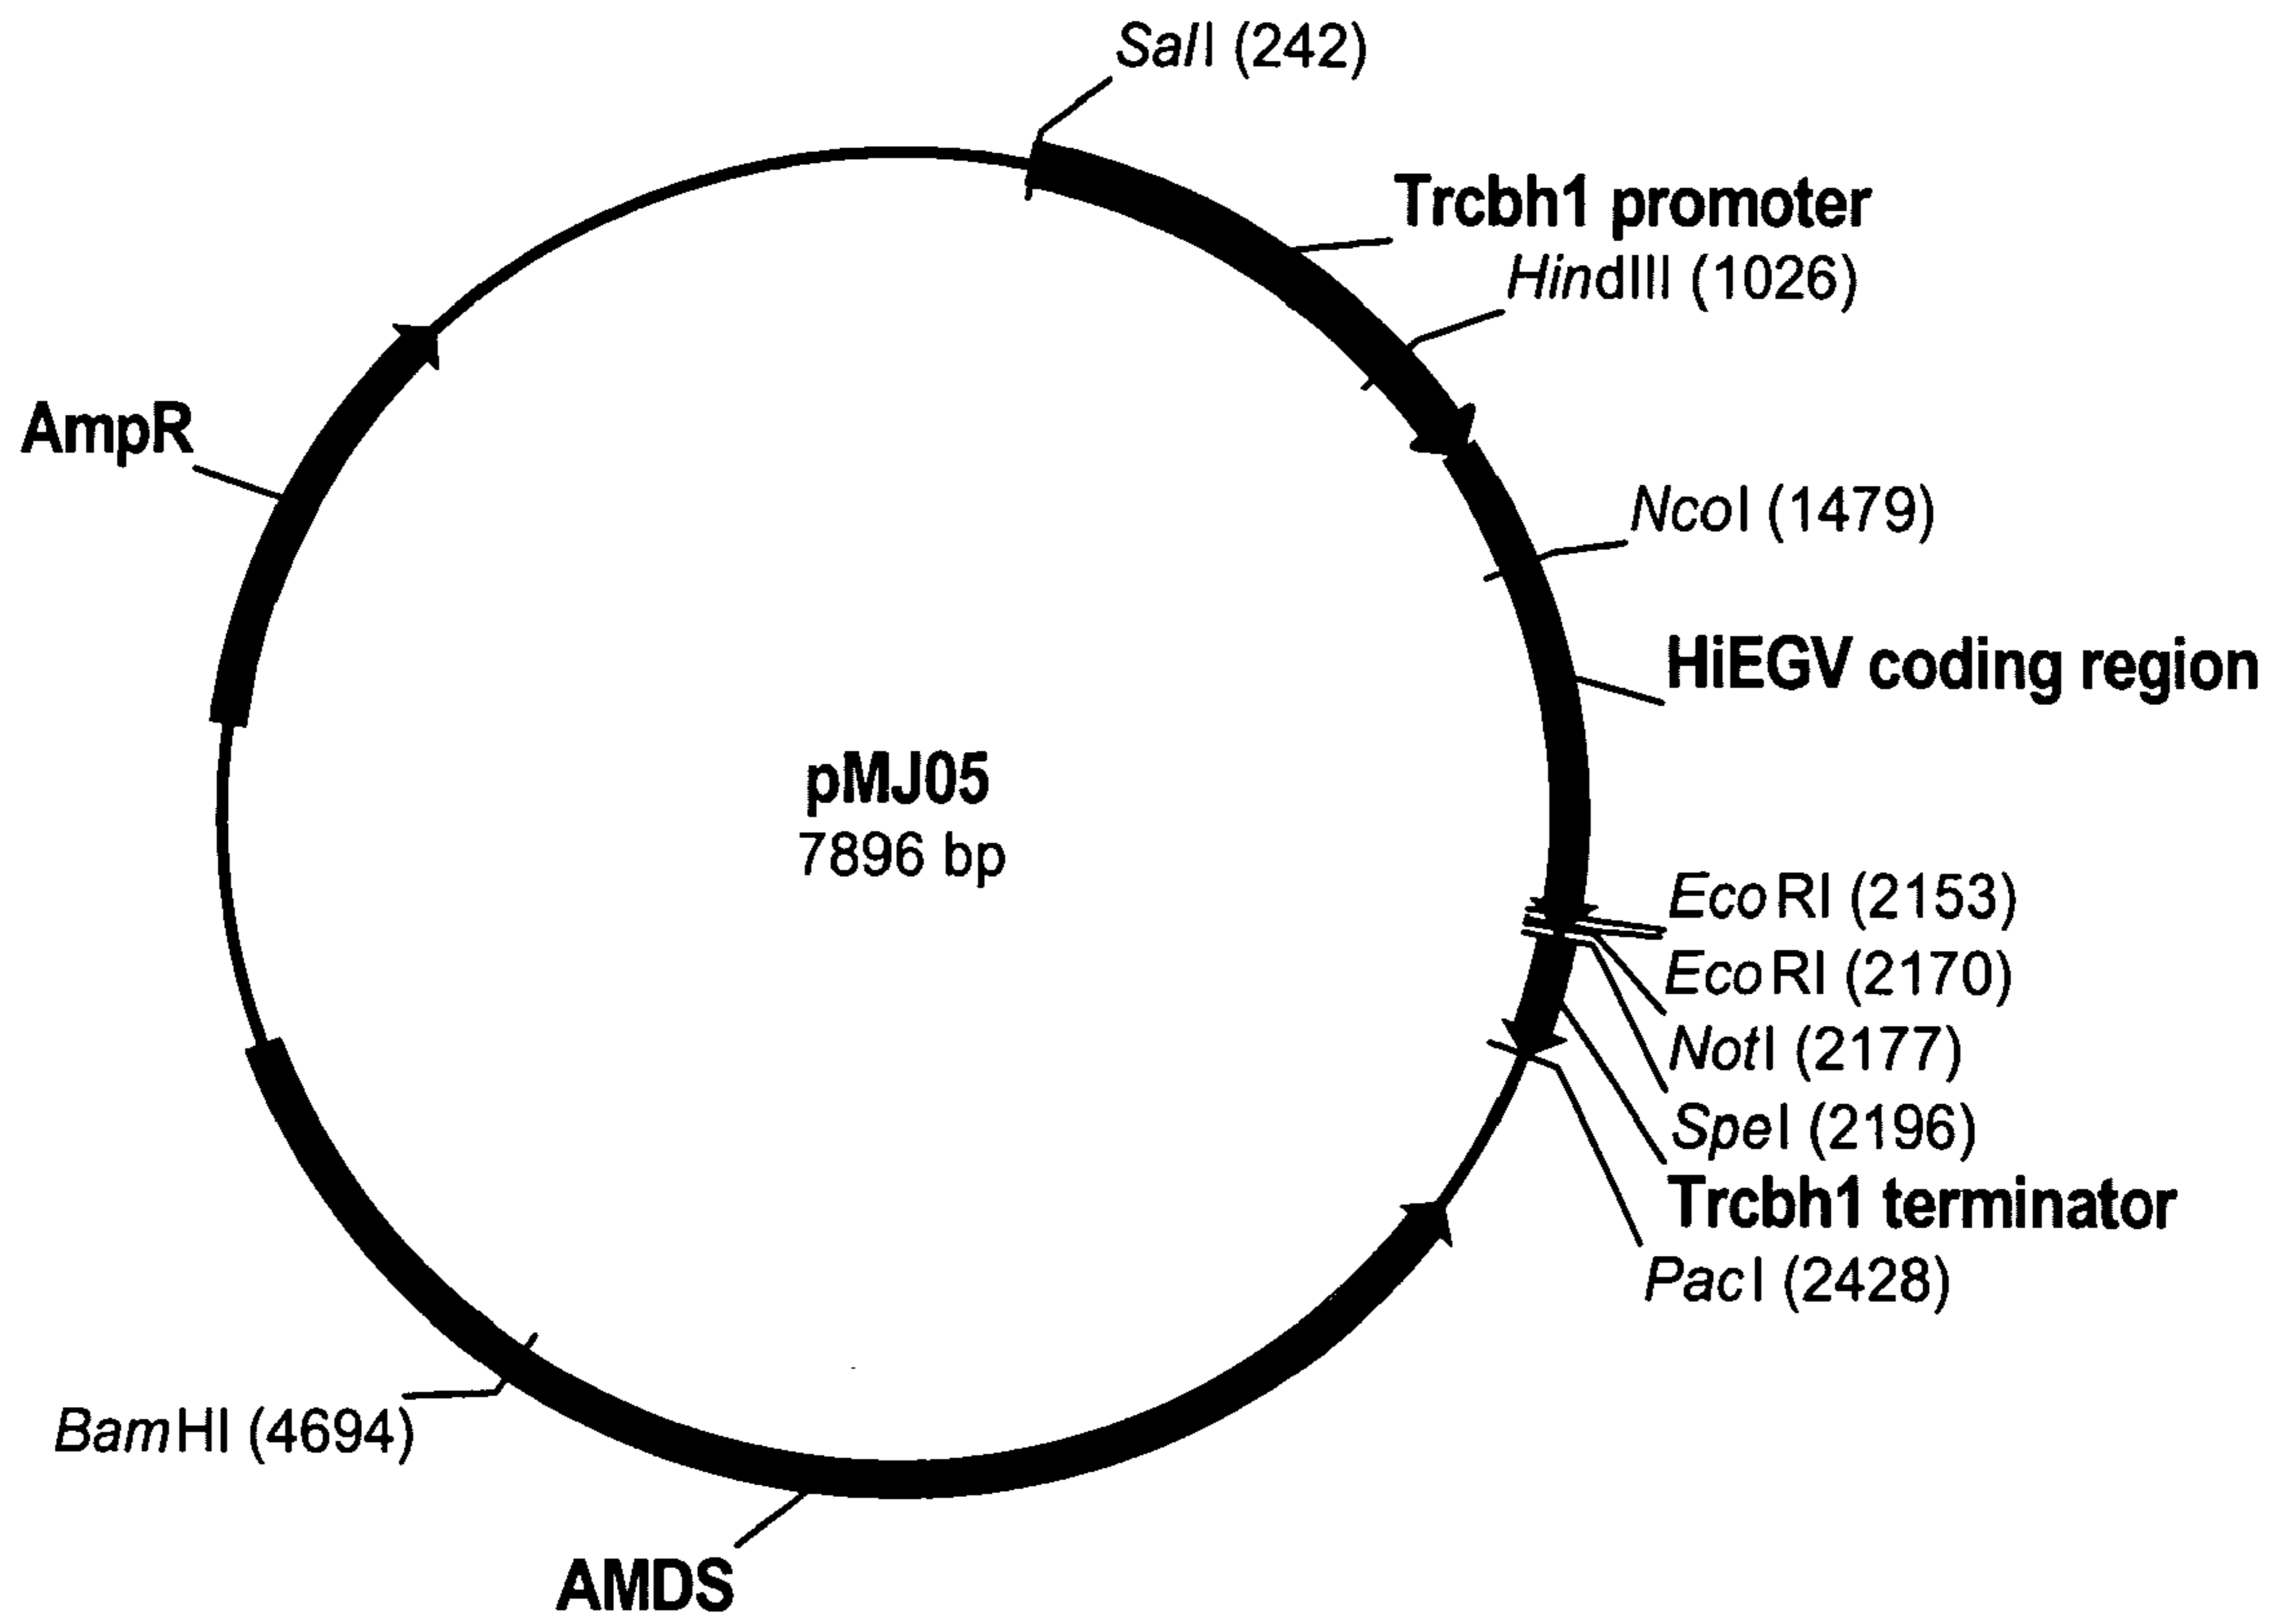 SalI (242)
Trcbh1 promoter
HindIII (1026)
AmpR
NcoI (1479)
HiEGV coding region
pMJ05
7896 bp
EcoRI (2153)
EcoRI (2170)
NotI (2177)
SpeI (2196)
Trcbh1 terminator
PacI (2428)
BamHI (4694)
AMDS